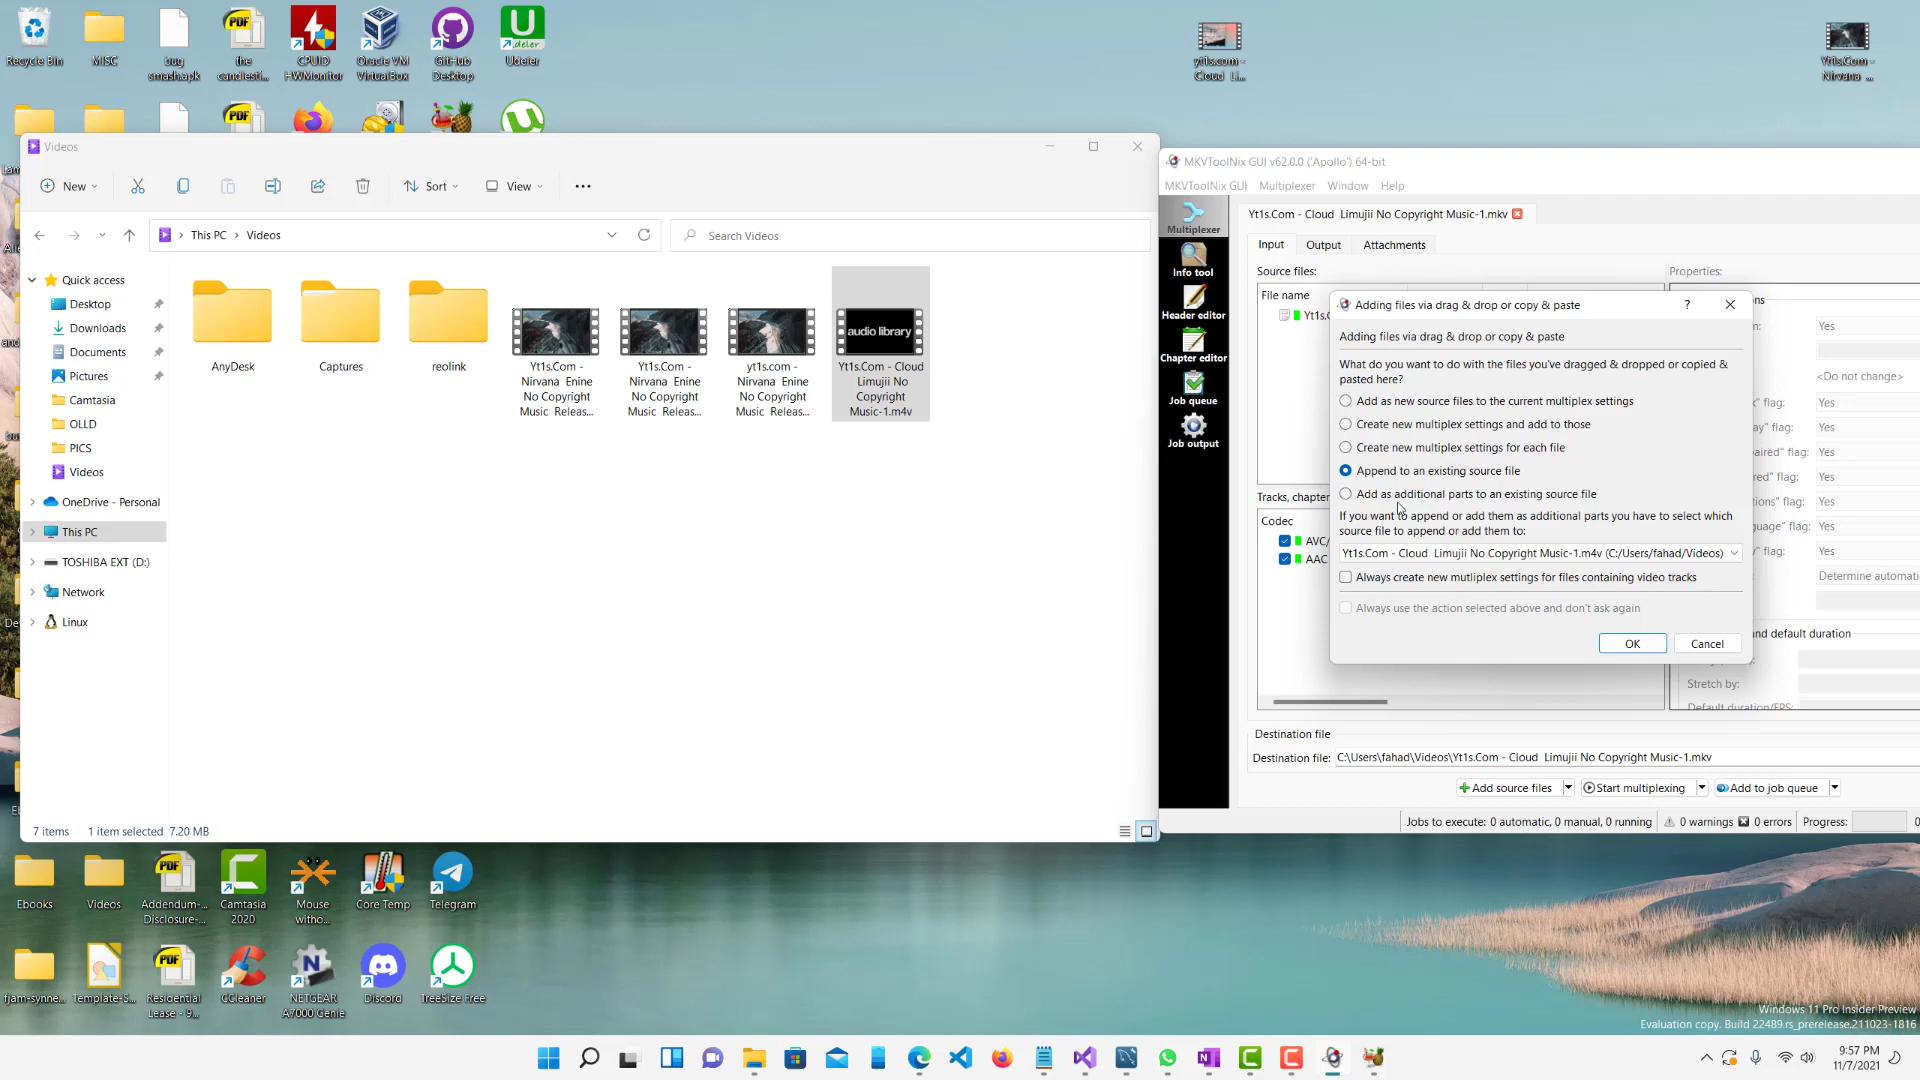 Recycle Bin
MISC
bug
smash.apk
the
candlesti...
CPUID
HWMonitor
Oracle VM
VirtualBox
GitHub
Desktop
Udeler
yt1s.com -
Cloud Li...
Yt1s.Com -
Nirvana ...
Videos
New
Sort
View
This PC
Videos
Search Videos
Quick access
Desktop
Downloads
Documents
Pictures
Camtasia
OLLD
PICS
Videos
OneDrive - Personal
This PC
TOSHIBA EXT (D:)
Network
Linux
AnyDesk
Captures
reolink
Yt1s.Com -
Nirvana Enine
No Copyright
Music Releas...
Yt1s.Com -
Nirvana Enine
No Copyright
Music Releas...
yt1s.com -
Nirvana Enine
No Copyright
Music Releas...
audio library
Yt1s.Com - Cloud
Limujii No
Copyright
Music-1.m4v
7 items
1 item selected 7.20 MB
MKVToolNix GUI v62.0.0 ('Apollo') 64-bit
MKVToolNix GUI
Multiplexer
Window
Help
Multiplexer
Info tool
Header editor
Chapter editor
Job queue
Job output
Yt1s.Com - Cloud Limujii No Copyright Music-1.mkv
Input
Output
Attachments
Source files:
File name
Yt1s.C
Tracks, chapter
Codec
AVC/
AAC
Properties:
Yes
<Do not change>
Yes
Yes
Yes
Yes
Yes
Yes
Yes
Determine automati
and default duration
Stretch by:
Default duration/FPS:
Adding files via drag & drop or copy & paste
Adding files via drag & drop or copy & paste
What do you want to do with the files you've dragged & dropped or copied &
pasted here?
Add as new source files to the current multiplex settings
Create new multiplex settings and add to those
Create new multiplex settings for each file
Append to an existing source file
Add as additional parts to an existing source file
If you want to append or add them as additional parts you have to select which
source file to append or add them to:
Yt1s.Com - Cloud Limujii No Copyright Music-1.m4v (C:/Users/fahad/Videos)
Always create new mutliplex settings for files containing video tracks
Always use the action selected above and don't ask again
OK
Cancel
Destination file
Destination file:
C:\Users\fahad\Videos\Yt1s.Com - Cloud Limujii No Copyright Music-1.mkv
Add source files
Start multiplexing
Add to job queue
Jobs to execute: 0 automatic, 0 manual, 0 running
0 warnings
0 errors
Progress:
Ebooks
Videos
Addendum-...
Disclosure-...
Camtasia
2020
Mouse
witho...
Core Temp
Telegram
fjam-synne...
Template-S...
Residential
Lease - 9...
CCleaner
NETGEAR
A7000 Genie
Discord
TreeSize Free
Windows 11 Pro Insider Preview
Evaluation copy. Build 22489.rs_prerelease.211023-1816
9:57 PM
11/7/2021